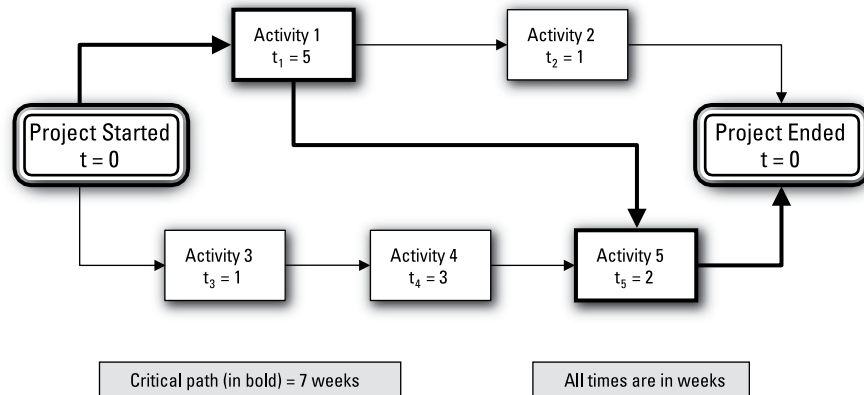 Activity 1
t₁ = 5
Activity 2
t₂ = 1
Project Started
t = 0
Project Ended
t = 0
Activity 3
t₃ = 1
Activity 4
t₄ = 3
Activity 5
t₅ = 2
Critical path (in bold) = 7 weeks
All times are in weeks